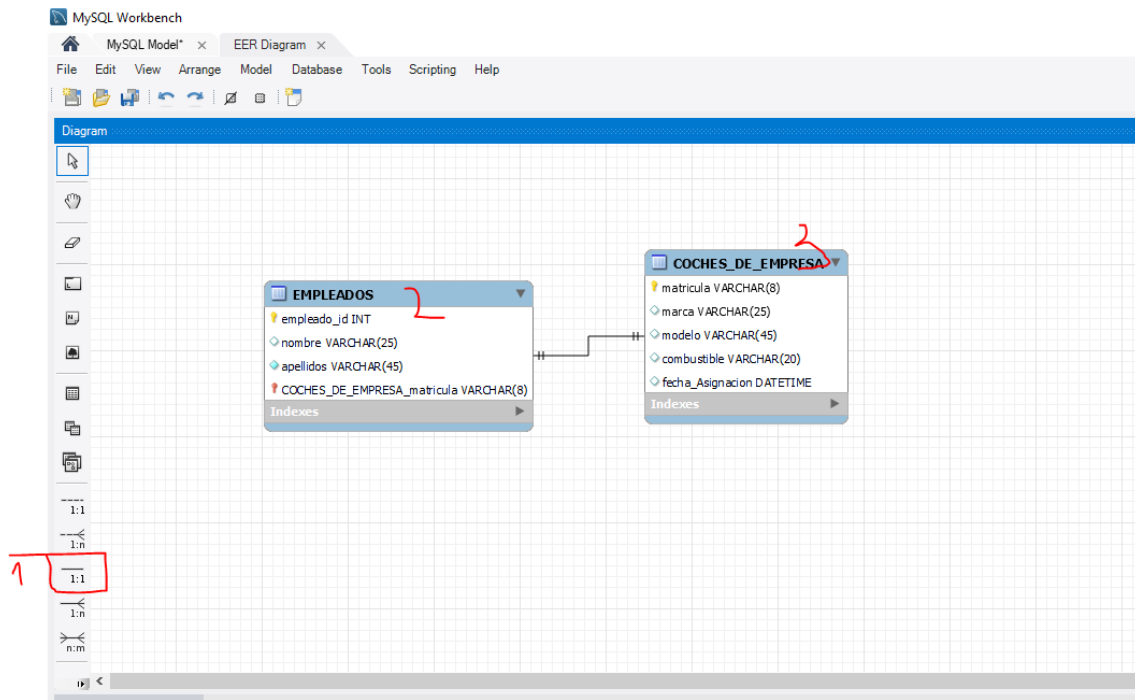 MySQL Workbench
MySQL Model* × EER Diagram ×
File Edit View Arrange Model Database Tools Scripting Help
Diagram
2
EMPLEADOS
empleado_id INT
nombre VARCHAR(25)
apellidos VARCHAR(45)
COCHES_DE_EMPRESA_matricula VARCHAR(8)
Indexes
COCHES_DE_EMPRESA
matricula VARCHAR(8)
marca VARCHAR(25)
modelo VARCHAR(45)
combustible VARCHAR(20)
fecha_Asignacion DATETIME
Indexes
1:1
1:n
1
1:1
1:n
n:m